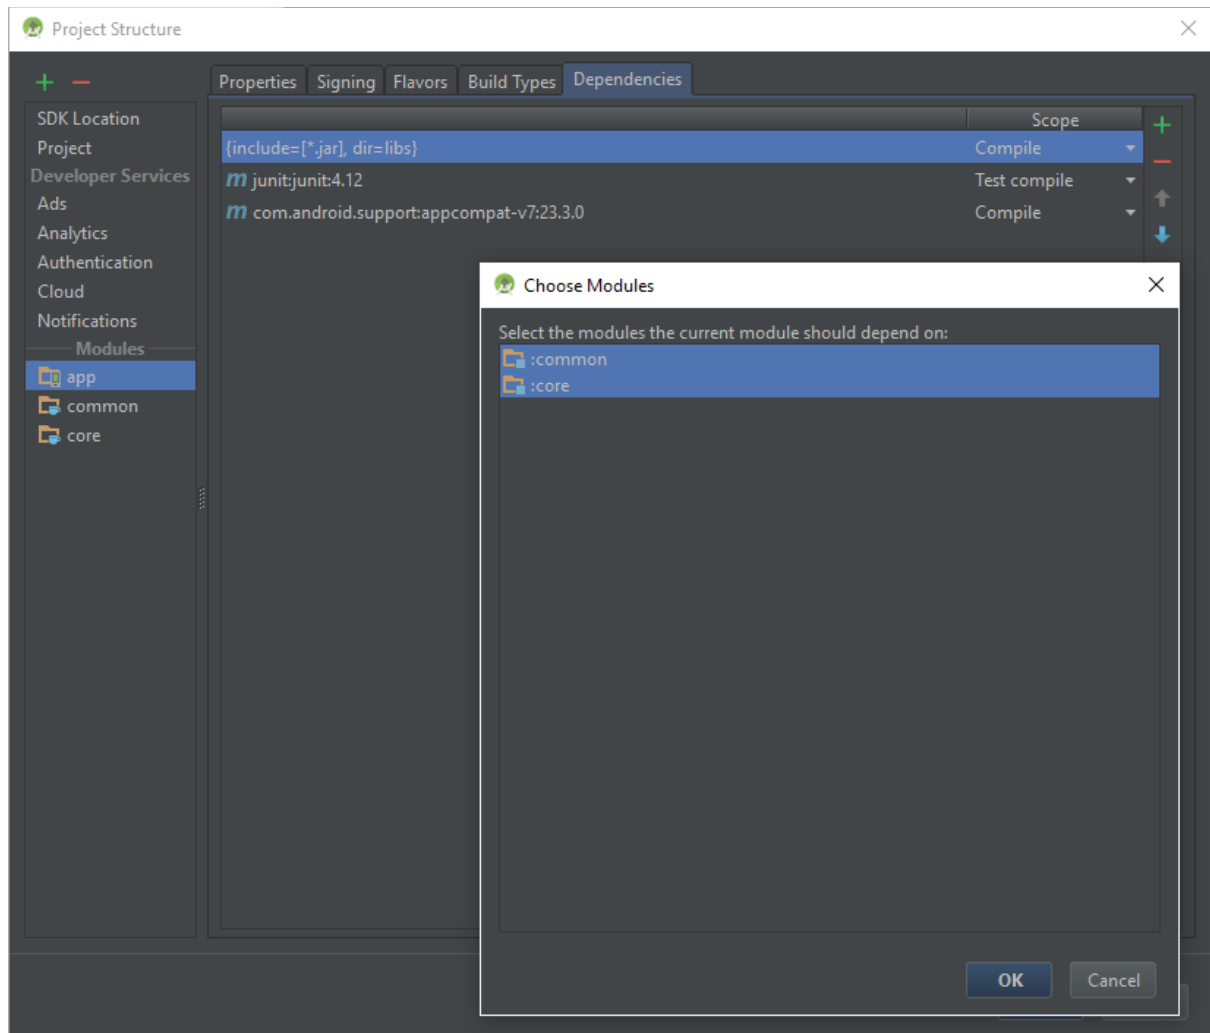 Project Structure
Properties Signing Flavors Build Types Dependencies
SDK Location
Project
Developer Services
Ads
Analytics
Authentication
Cloud
Notifications
Modules
app
common
core
Scope
{include=[*.jar], dir=libs} Compile
m junit:junit:4.12 Test compile
m com.android.support:appcompat-v7:23.3.0 Compile
Choose Modules
Select the modules the current module should depend on:
:common
:core
OK Cancel